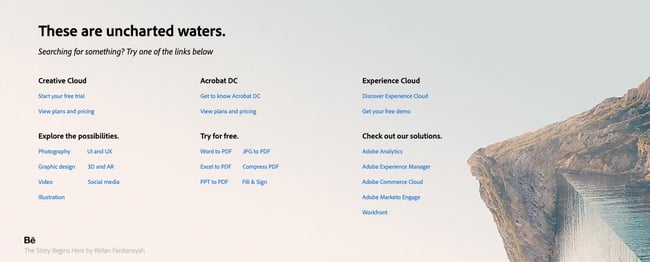 These are uncharted waters.
Searching for something? Try one of the links below
Creative Cloud
Start your free trial
View plans and pricing
Acrobat DC
Get to know Acrobat DC
View plans and pricing
Experience Cloud
Discover Experience Cloud
Get your free demo
Explore the possibilities.
Photography UI and UX
Graphic design 3D and AR
Video Social media
Illustration
Try for free.
Word to PDF JPG to PDF
Excel to PDF Compress PDF
PPT to PDF Fill & Sign
Check out our solutions.
Adobe Analytics
Adobe Experience Manager
Adobe Commerce Cloud
Adobe Marketo Engage
Workfront
Bē
The Story Begins Here by Risfan Fardiansyah